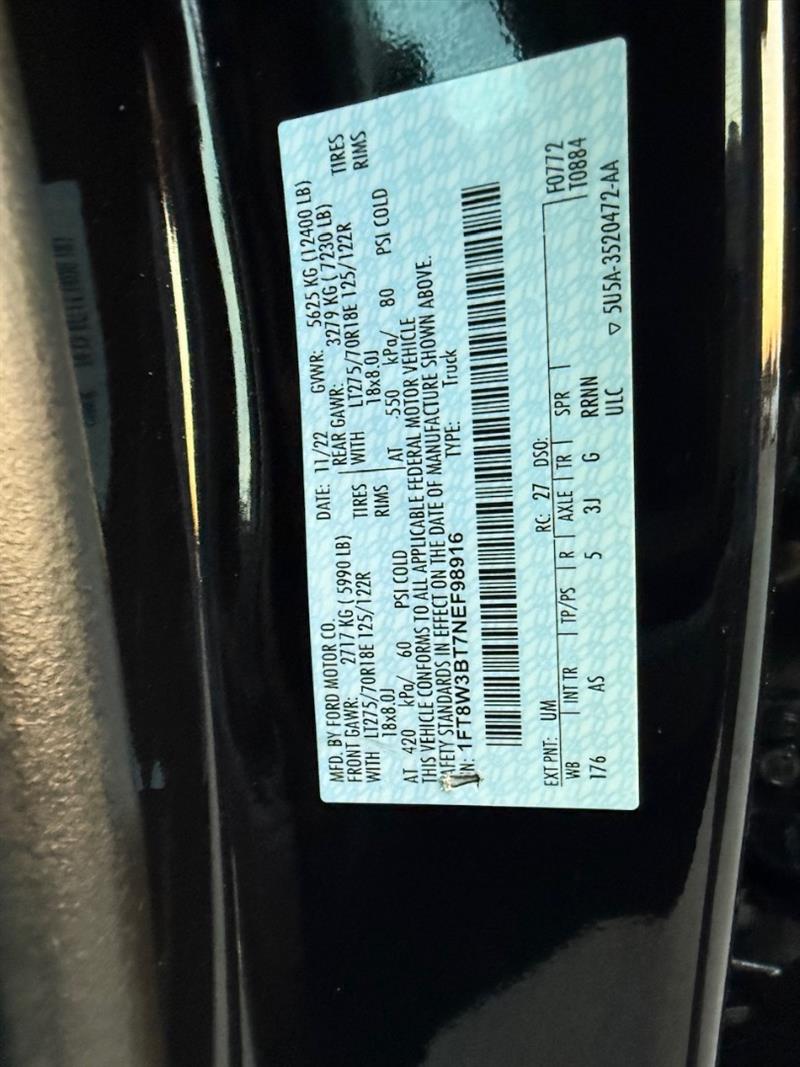 MFD. BY FORD MOTOR CO.
DATE: 11/22 GVWR: 5625 KG (12400 LB)
FRONT GAWR: 2717 KG ( 5990 LB) REAR GAWR: 3279 KG ( 7230 LB)
WITH LT275/70R18E 125/122R TIRES WITH LT275/70R18E 125/122R TIRES
18x8.0J RIMS 18x8.0J RIMS
AT 420 kPa/ 60 PSI COLD AT 550 kPa/ 80 PSI COLD
THIS VEHICLE CONFORMS TO ALL APPLICABLE FEDERAL MOTOR VEHICLE
SAFETY STANDARDS IN EFFECT ON THE DATE OF MANUFACTURE SHOWN ABOVE.
1FT8W3BT7NEF98916 TYPE: Truck
EXT PNT: UM RC: 27 DSO: F0772
WB INT TR TP/PS R AXLE TR SPR T0884
176 AS 5 3J G RRNN
ULC ▽ 5U5A-3520472-AA